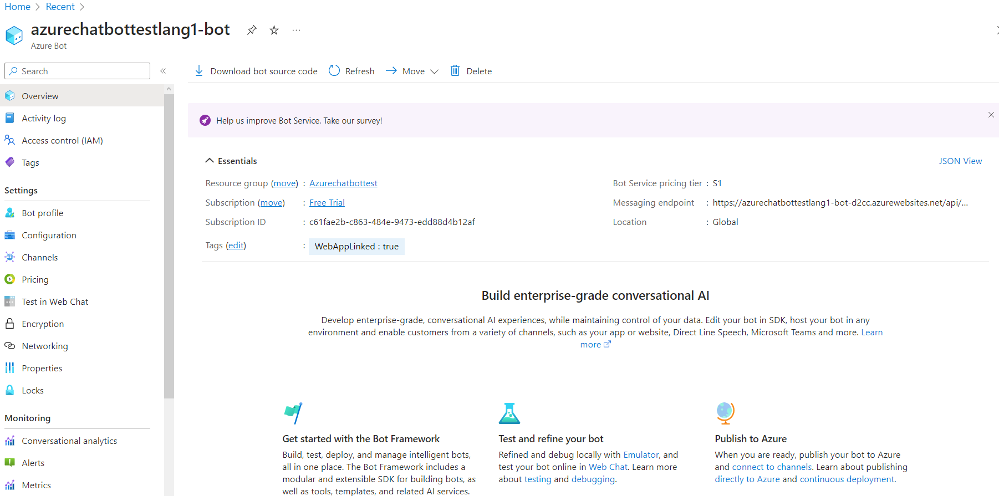 Home > Recent >
azurechatbottestlang1-bot
Azure Bot
Search
Download bot source code Refresh Move Delete
Overview
Activity log
Access control (IAM)
Tags
Settings
Bot profile
Configuration
Channels
Pricing
Test in Web Chat
Encryption
Networking
Properties
Locks
Monitoring
Conversational analytics
Alerts
Metrics
Help us improve Bot Service. Take our survey!
Essentials
JSON View
Resource group (move) : Azurechatbottest
Subscription (move) : Free Trial
Subscription ID : c61fae2b-c863-484e-9473-edd88d4b12af
Tags (edit) : WebAppLinked : true
Bot Service pricing tier : S1
Messaging endpoint : https://azurechatbottestlang1-bot-d2cc.azurewebsites.net/api/...
Location : Global
Build enterprise-grade conversational AI
Develop enterprise-grade, conversational AI experiences, while maintaining control of your data. Edit your bot in SDK, host your bot in any
environment and enable customers from a variety of channels, such as your app or website, Direct Line Speech, Microsoft Teams and more. Learn
more
Get started with the Bot Framework
Build, test, deploy, and manage intelligent bots,
all in one place. The Bot Framework includes a
modular and extensible SDK for building bots, as
well as tools, templates, and related AI services.
Test and refine your bot
Refined and debug locally with Emulator, and
test your bot online in Web Chat. Learn more
about testing and debugging.
Publish to Azure
When you are ready, publish your bot to Azure
and connect to channels. Learn about publishing
directly to Azure and continuous deployment.